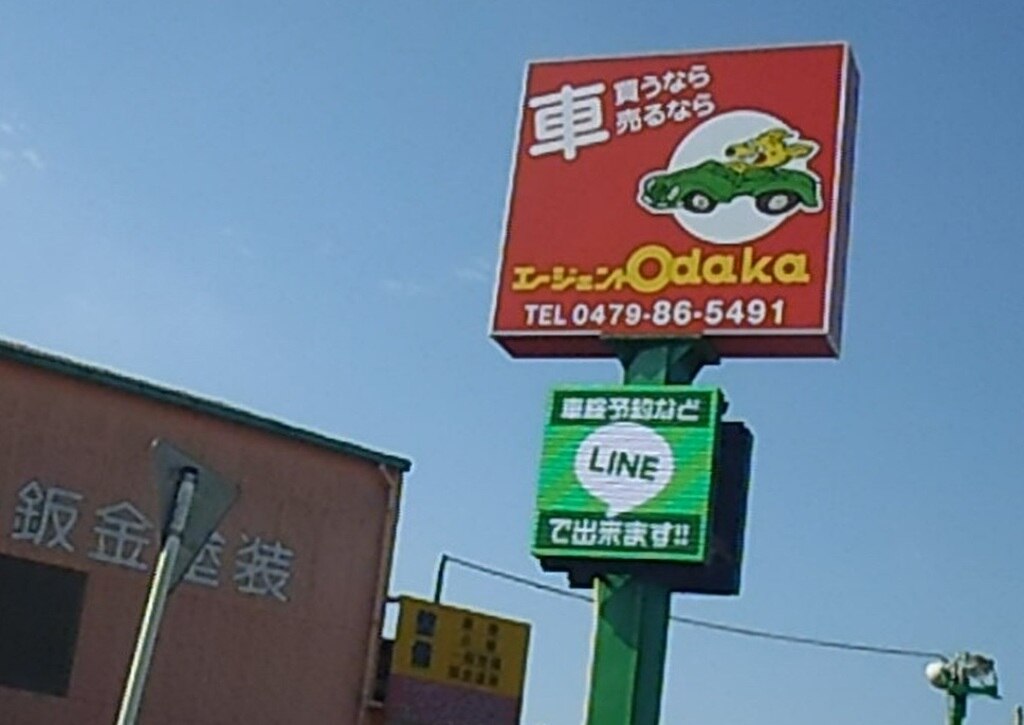 車
買うなら
売るなら
エージェントOdaka
TEL 0479-86-5491
車検予約など
LINE
で出来ます!!
鈑金塗装
整備